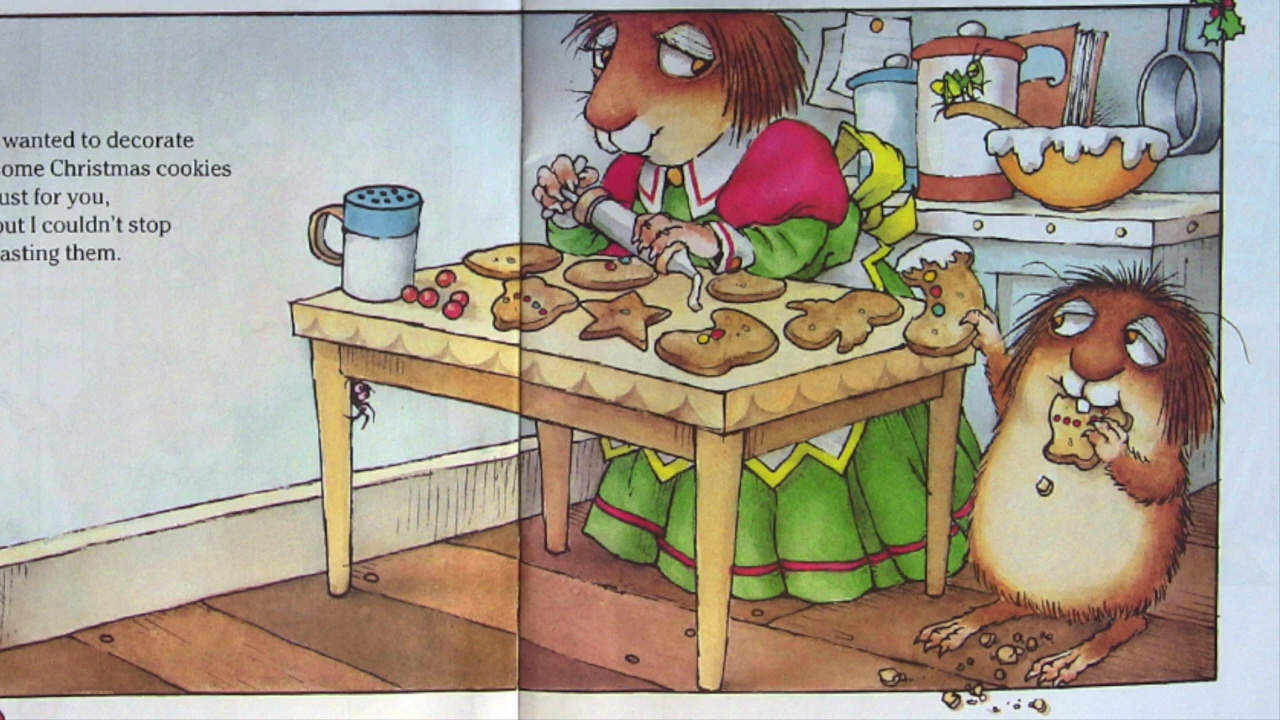 wanted to decorate
ome Christmas cookies
ust for you,
out I couldn't stop
asting them.